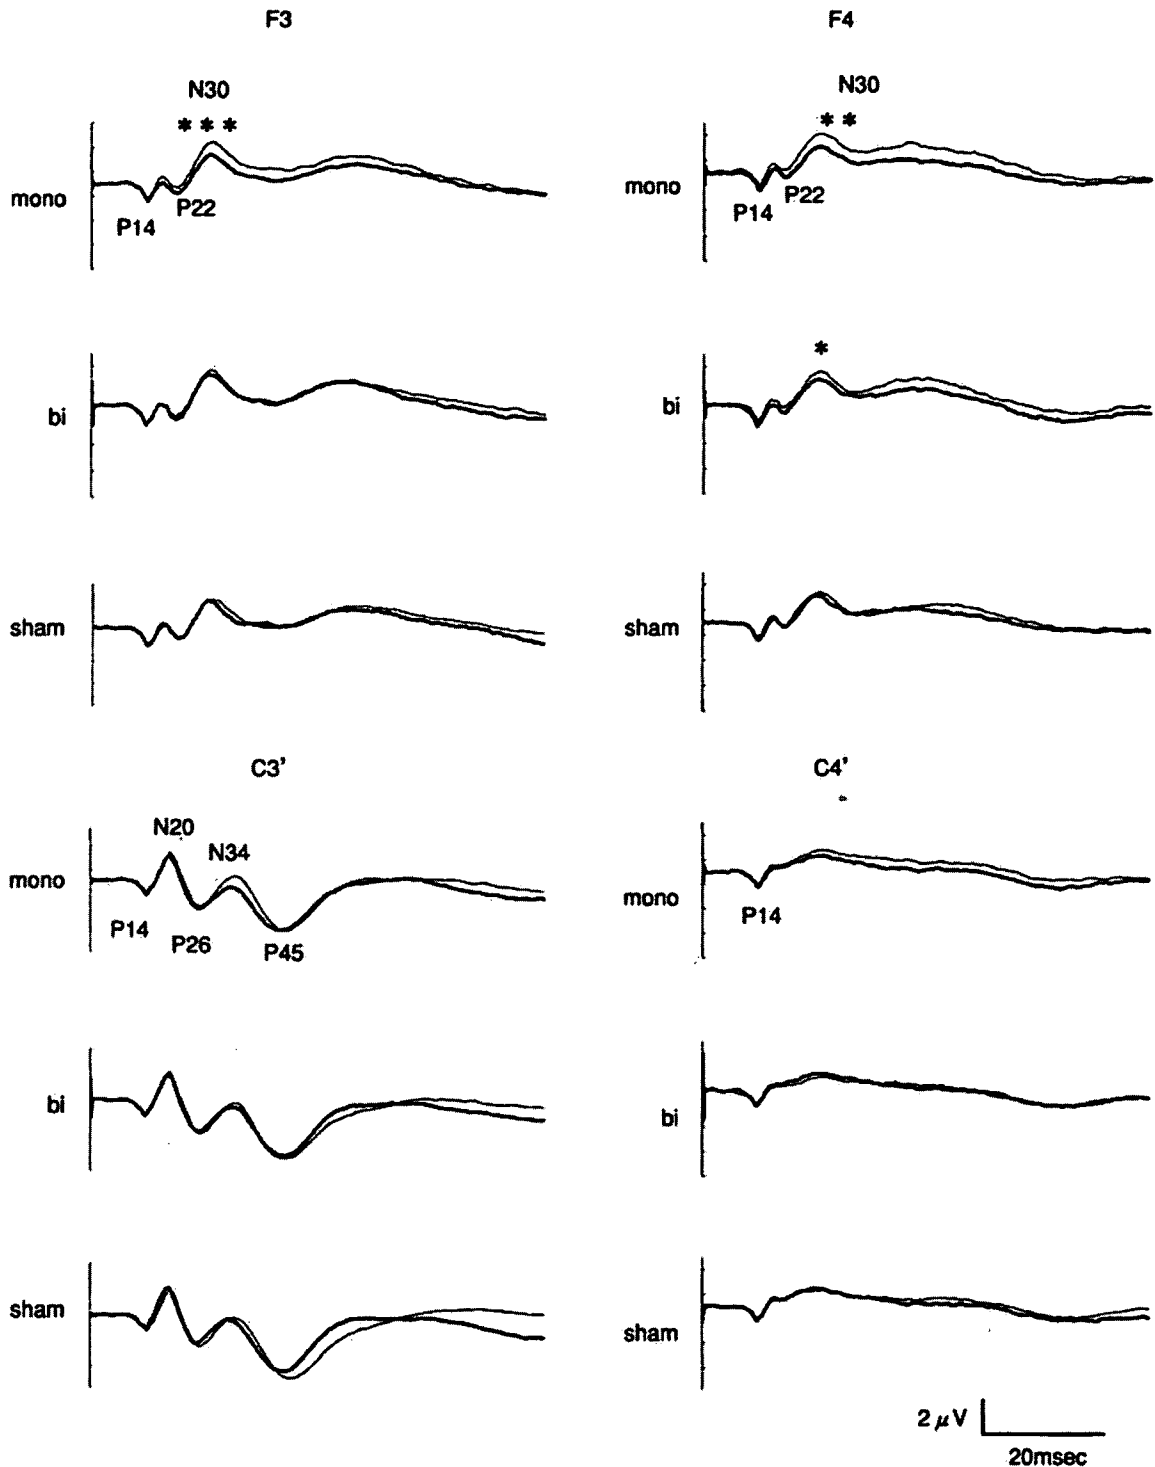 F3
F4
N30
* * *
mono
P14
P22
N30
* *
mono
P14
P22
bi
*
bi
sham
sham
C3'
C4'
N20
N34
mono
P14
P26
P45
mono
P14
bi
bi
sham
sham
2 μV
20msec